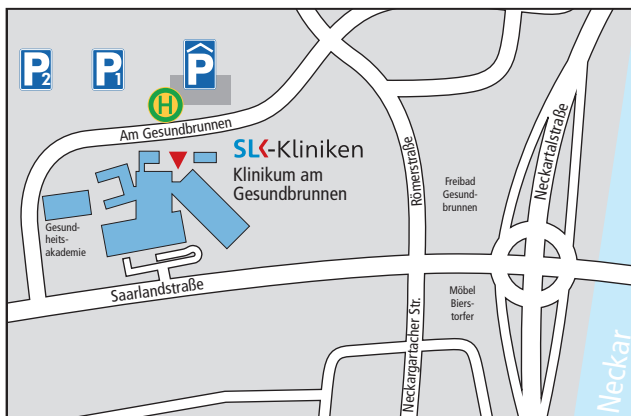 P2
P1
P
H
Am Gesundbrunnen
SLK-Kliniken
Klinikum am
Gesundbrunnen
Gesund-
heits-
akademie
Saarlandstraße
Römerstraße
Freibad
Gesund-
brunnen
Neckartalstraße
Möbel
Biers-
torfer
Neckargartacher Str.
Neckar